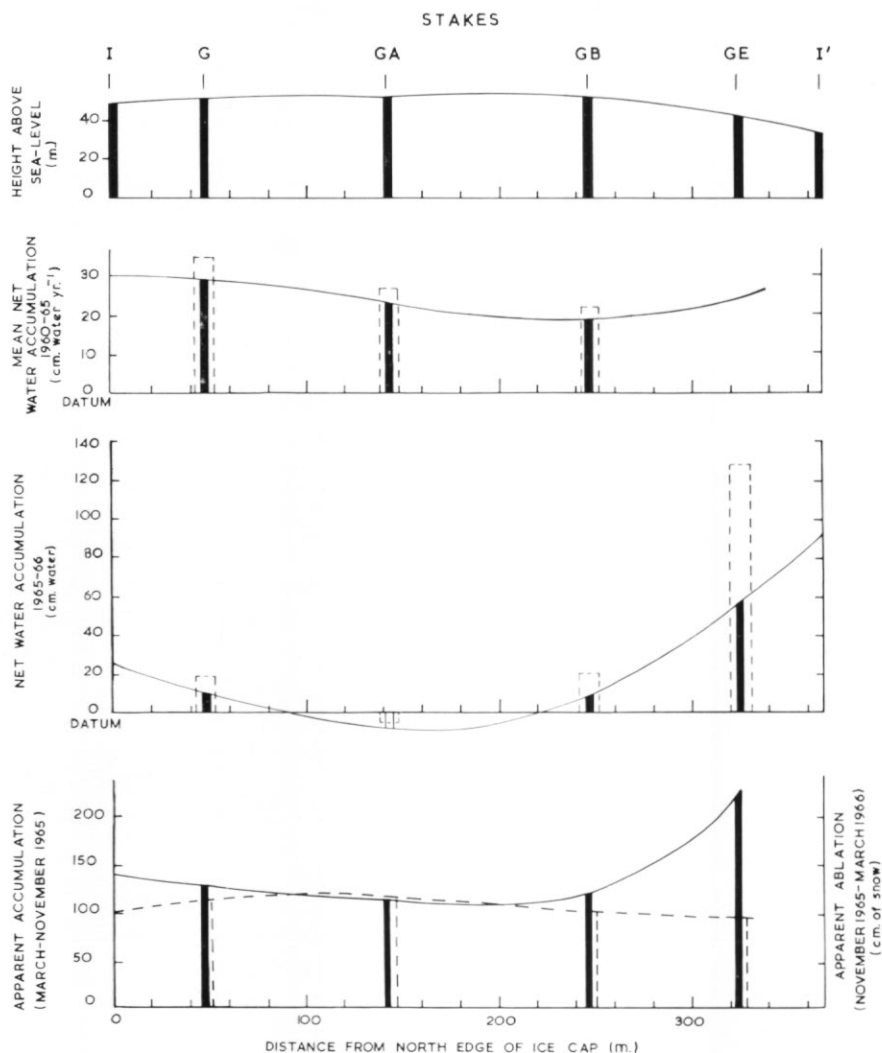 STAKES
I G GA GB GE I'
HEIGHT ABOVE
SEA-LEVEL
(m.)
40
20
0
MEAN NET
WATER ACCUMULATION
1960-65
(cm. water yr.⁻¹)
30
20
10
0
DATUM
NET WATER ACCUMULATION
1965-66
(cm. water)
140
120
100
80
60
40
20
0
DATUM
APPARENT ACCUMULATION
(MARCH-NOVEMBER 1965)
200
150
100
50
0
APPARENT ABLATION
(NOVEMBER 1965-MARCH 1966)
(cm. of snow)
0 100 200 300
DISTANCE FROM NORTH EDGE OF ICE CAP (m.)